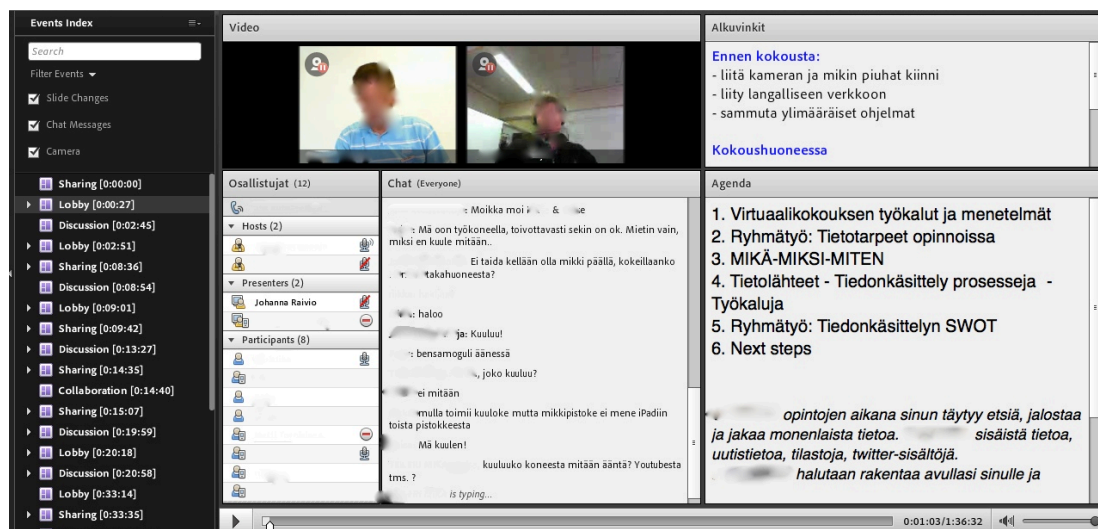 Events Index
Search
Filter Events
Slide Changes
Chat Messages
Camera
Sharing [0:00:00]
Lobby [0:00:27]
Discussion [0:02:45]
Lobby [0:02:51]
Sharing [0:08:36]
Discussion [0:08:54]
Lobby [0:09:01]
Sharing [0:09:42]
Discussion [0:13:27]
Sharing [0:14:35]
Collaboration [0:14:40]
Sharing [0:15:07]
Discussion [0:19:59]
Lobby [0:20:18]
Discussion [0:20:58]
Lobby [0:33:14]
Sharing [0:33:35]
Video
Osallistujat (12)
Hosts (2)
Presenters (2)
Johanna Raivio
Participants (8)
Chat (Everyone)
: Moikka moi & se
: Mä oon työkoneella, toivottavasti sekin on ok. Mietin vain,
miksi en kuule mitään..
Ei taida kellään olla mikki päällä, kokeillaanko
takahuoneesta?
: haloo
ja: Kuuluu!
: bensamoguli äänessä
, joko kuuluu?
ei mitään
mulla toimii kuuloke mutta mikkipistoke ei mene iPadiin
toista pistokkeesta
Mä kuulen!
kuuluuko koneesta mitään ääntä? Youtubesta
tms. ?
is typing...
Alkuvinkit
Ennen kokousta:
- liitä kameran ja mikin piuhat kiinni
- liity langalliseen verkkoon
- sammuta ylimääräiset ohjelmat
Kokoushuoneessa
Agenda
1. Virtuaalikokouksen työkalut ja menetelmät
2. Ryhmätyö: Tietotarpeet opinnoissa
3. MIKÄ-MIKSI-MITEN
4. Tietolähteet - Tiedonkäsittely prosesseja -
Työkaluja
5. Ryhmätyö: Tiedonkäsittelyn SWOT
6. Next steps
opintojen aikana sinun täytyy etsiä, jalostaa
ja jakaa monenlaista tietoa. sisäistä tietoa,
uutistietoa, tilastoja, twitter-sisältöjä.
halutaan rakentaa avullasi sinulle ja
0:01:03/1:36:32